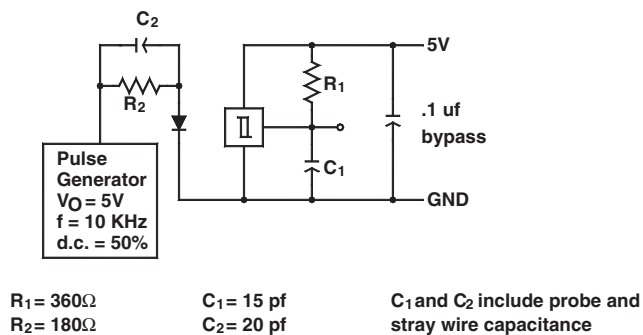 C2
R2
5V
R1
.1 uf
bypass
C1
GND
Pulse
Generator
VO = 5V
f = 10 KHz
d.c. = 50%
R1 = 360Ω
C1 = 15 pf
C1 and C2 include probe and
R2 = 180Ω
C2 = 20 pf
stray wire capacitance